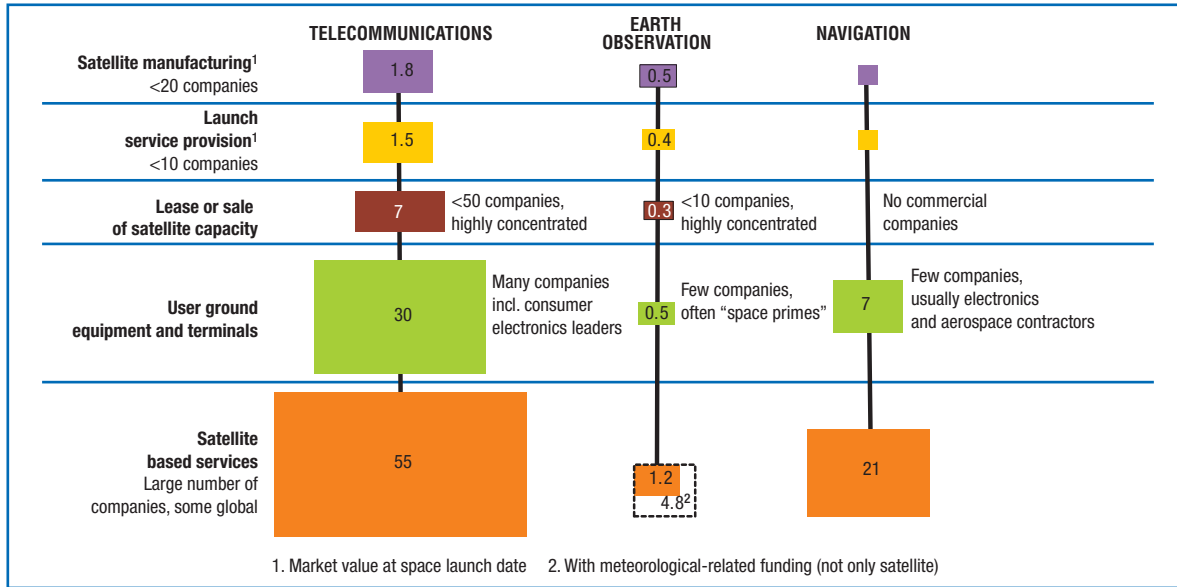 TELECOMMUNICATIONS
EARTH
OBSERVATION
NAVIGATION
Satellite manufacturing¹
<20 companies
1.8
0.5
Launch
service provision¹
<10 companies
1.5
0.4
Lease or sale
of satellite capacity
7
<50 companies,
highly concentrated
0.3
<10 companies,
highly concentrated
No commercial
companies
User ground
equipment and terminals
30
Many companies
incl. consumer
electronics leaders
0.5
Few companies,
often “space primes”
7
Few companies,
usually electronics
and aerospace contractors
Satellite
based services
Large number of
companies, some global
55
1.2
4.8²
21
1. Market value at space launch date 2. With meteorological-related funding (not only satellite)